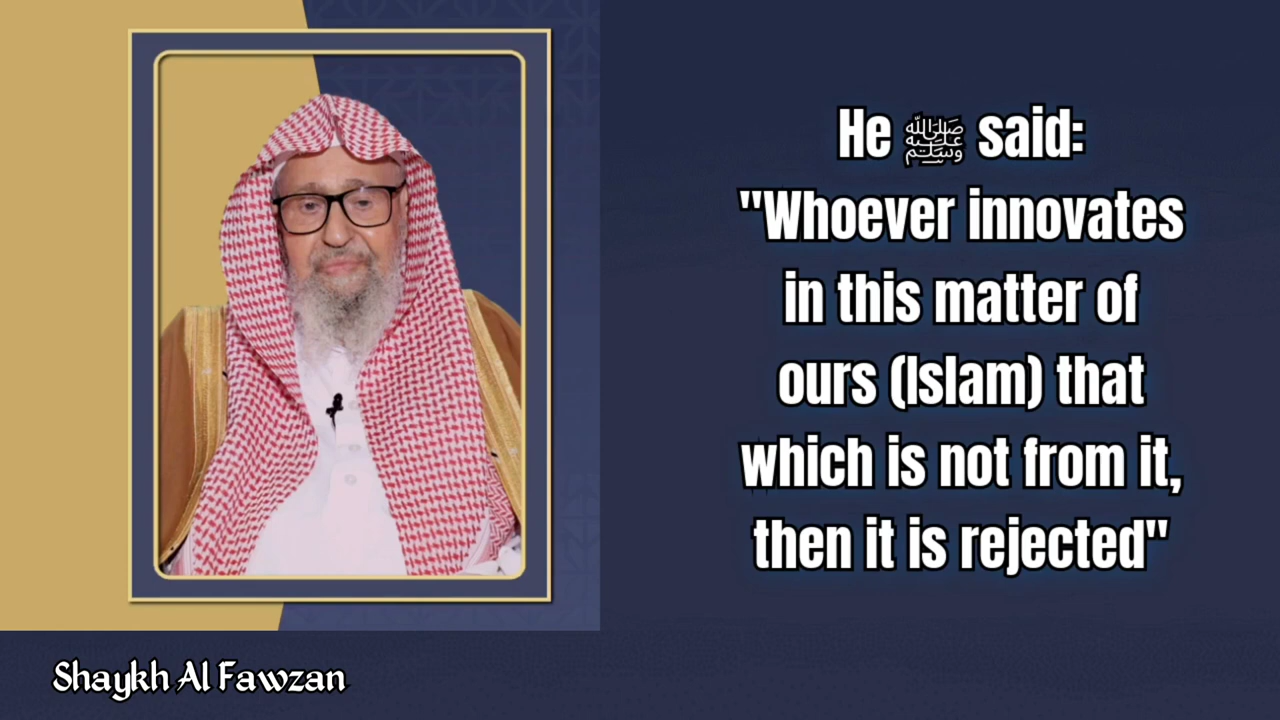 He ﷺ said:
"Whoever innovates
in this matter of
ours (Islam) that
which is not from it,
then it is rejected"
Shaykh Al Fawzan